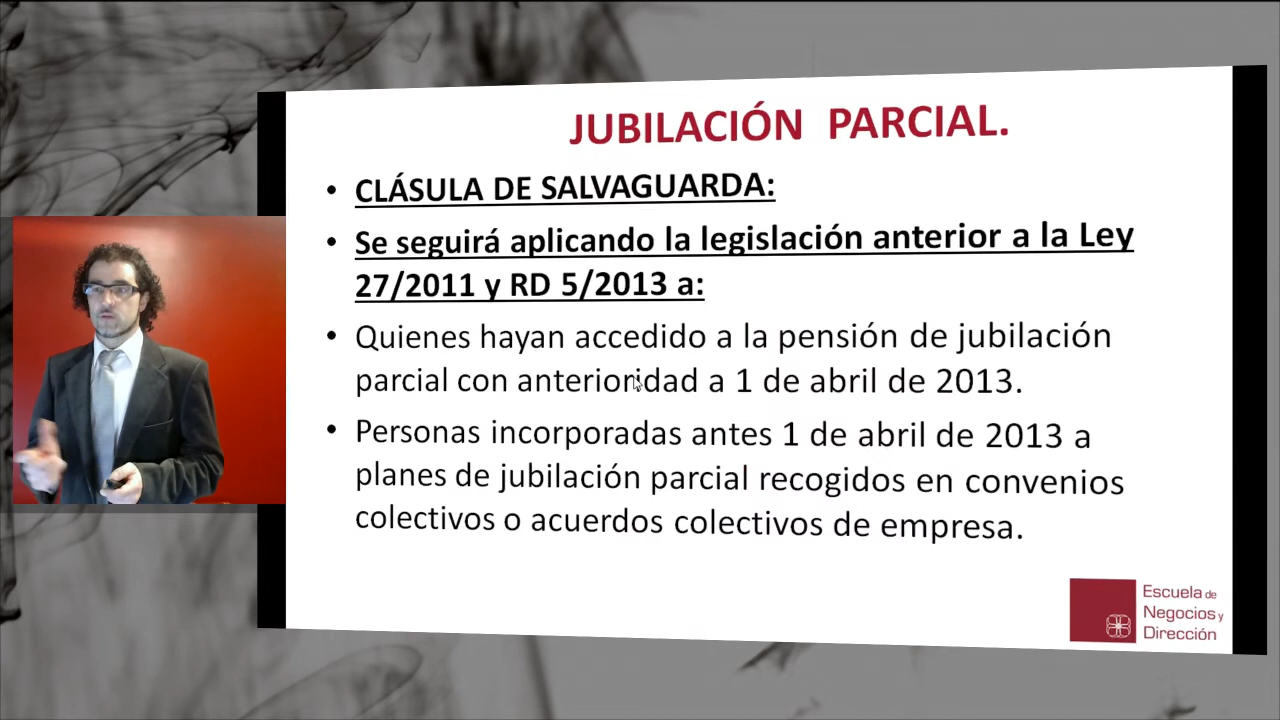 JUBILACIÓN PARCIAL.
• CLÁSULA DE SALVAGUARDA:
• Se seguirá aplicando la legislación anterior a la Ley
27/2011 y RD 5/2013 a:
• Quienes hayan accedido a la pensión de jubilación
parcial con anterioridad a 1 de abril de 2013.
• Personas incorporadas antes 1 de abril de 2013 a
planes de jubilación parcial recogidos en convenios
colectivos o acuerdos colectivos de empresa.
Escuela de
Negocios y
Dirección